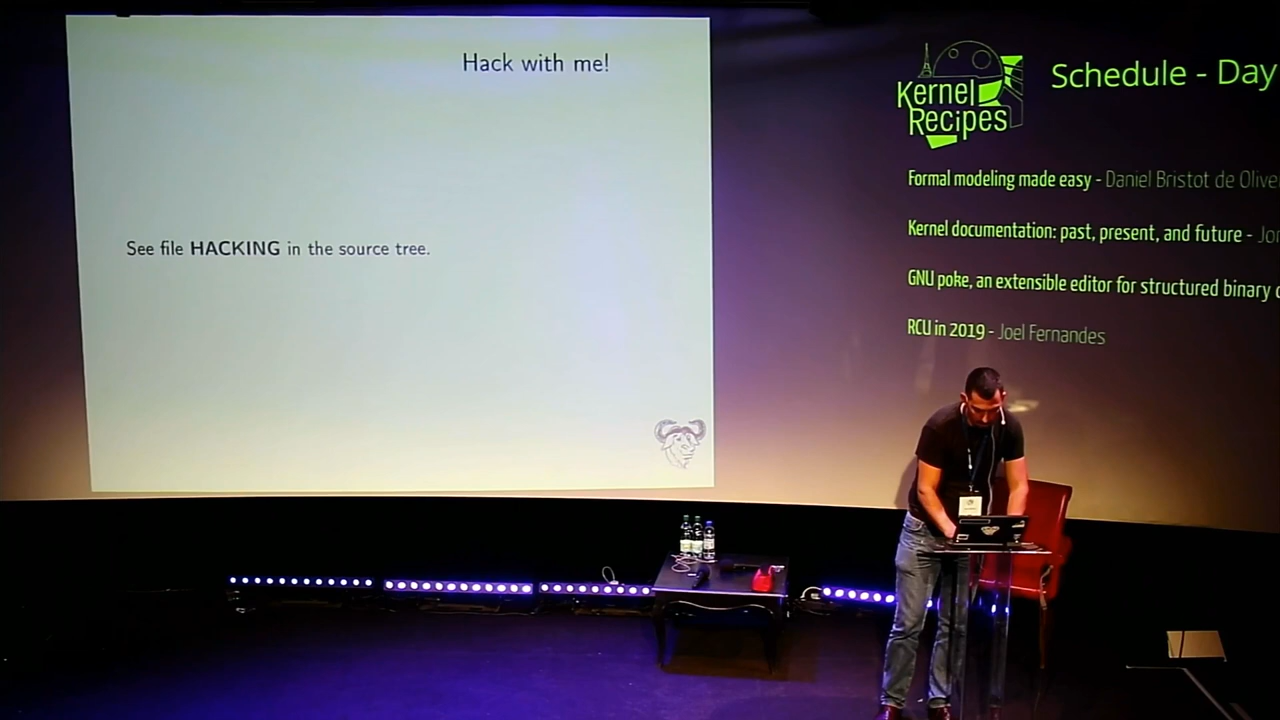 Hack with me!
See file HACKING in the source tree.
Kernel
Recipes
Schedule - Day
Formal modeling made easy - Daniel Bristot de Olive
Kernel documentation: past, present, and future - Jon
GNU poke, an extensible editor for structured binary
RCU in 2019 - Joel Fernandes